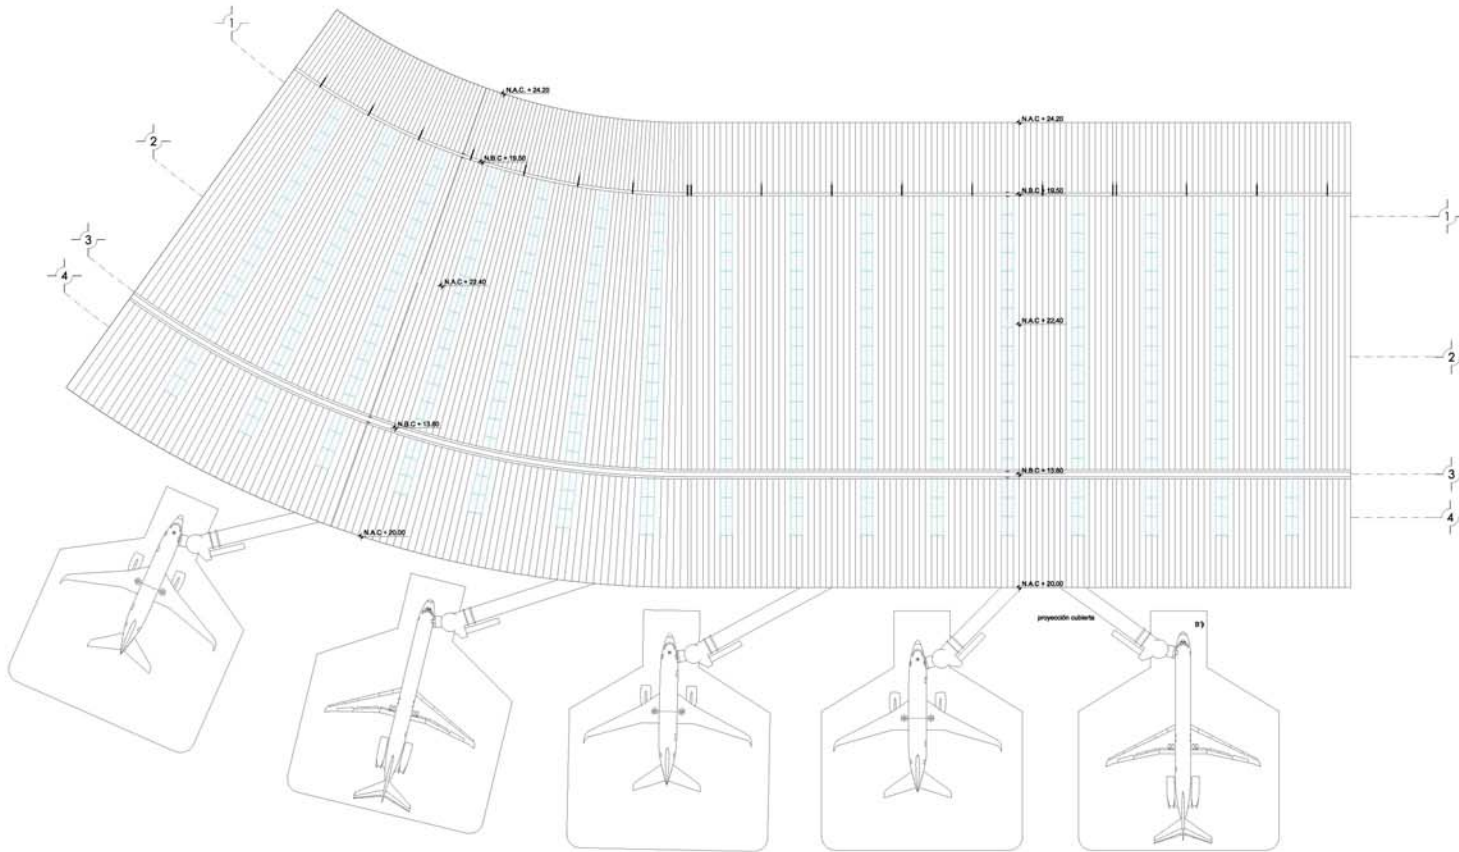 1
N.A.C. + 24.20
N.A.C + 24.20
2
N.B.C + 19.50
N.B.C + 19.50
1
3
4
N.A.C + 22.40
N.A.C + 22.40
2
N.B.C + 13.60
N.B.C + 13.60
3
4
N.A.C + 20.00
N.A.C + 20.00
proyección cubierta